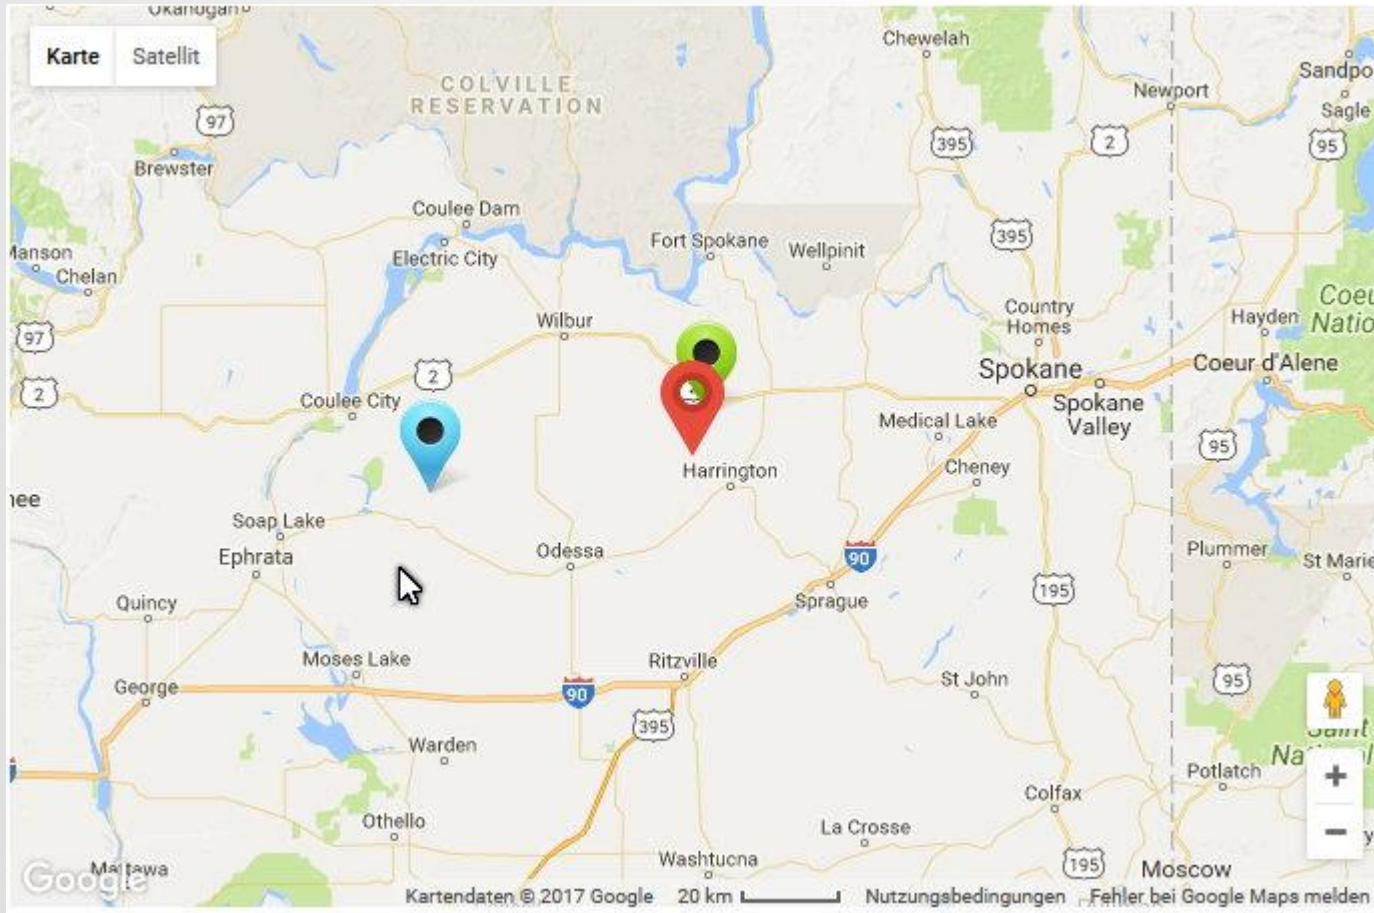 Okanogan
Karte
Satellit
COLVILLE
RESERVATION
Chewelah
Sandpo
Newport
Sagle
97
395
2
95
Brewster
Coulee Dam
Electric City
Fort Spokane
Wellpinit
395
Manson
Chelan
Country
Homes
Hayden
Coeu
Natio
97
Wilbur
2
2
Coulee City
Spokane
Coeur d'Alene
Spokane
Valley
Medical Lake
95
Cheney
Harrington
nee
Soap Lake
Ephrata
Odessa
90
Plummer
St Marie
Quincy
Sprague
195
Moses Lake
Ritzville
George
90
St John
95
395
Warden
Saint
Na
Potlatch
Colfax
Othello
La Crosse
Washtucna
195
Moscow
Mattawa
Google
Kartendaten © 2017 Google
20 km
Nutzungsbedingungen
Fehler bei Google Maps melden